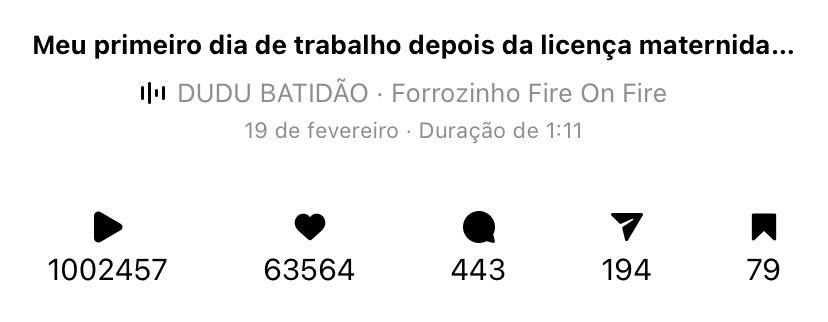 Meu primeiro dia de trabalho depois da licença maternida...
DUDU BATIDÃO · Forrozinho Fire On Fire
19 de fevereiro · Duração de 1:11
1002457 63564 443 194 79